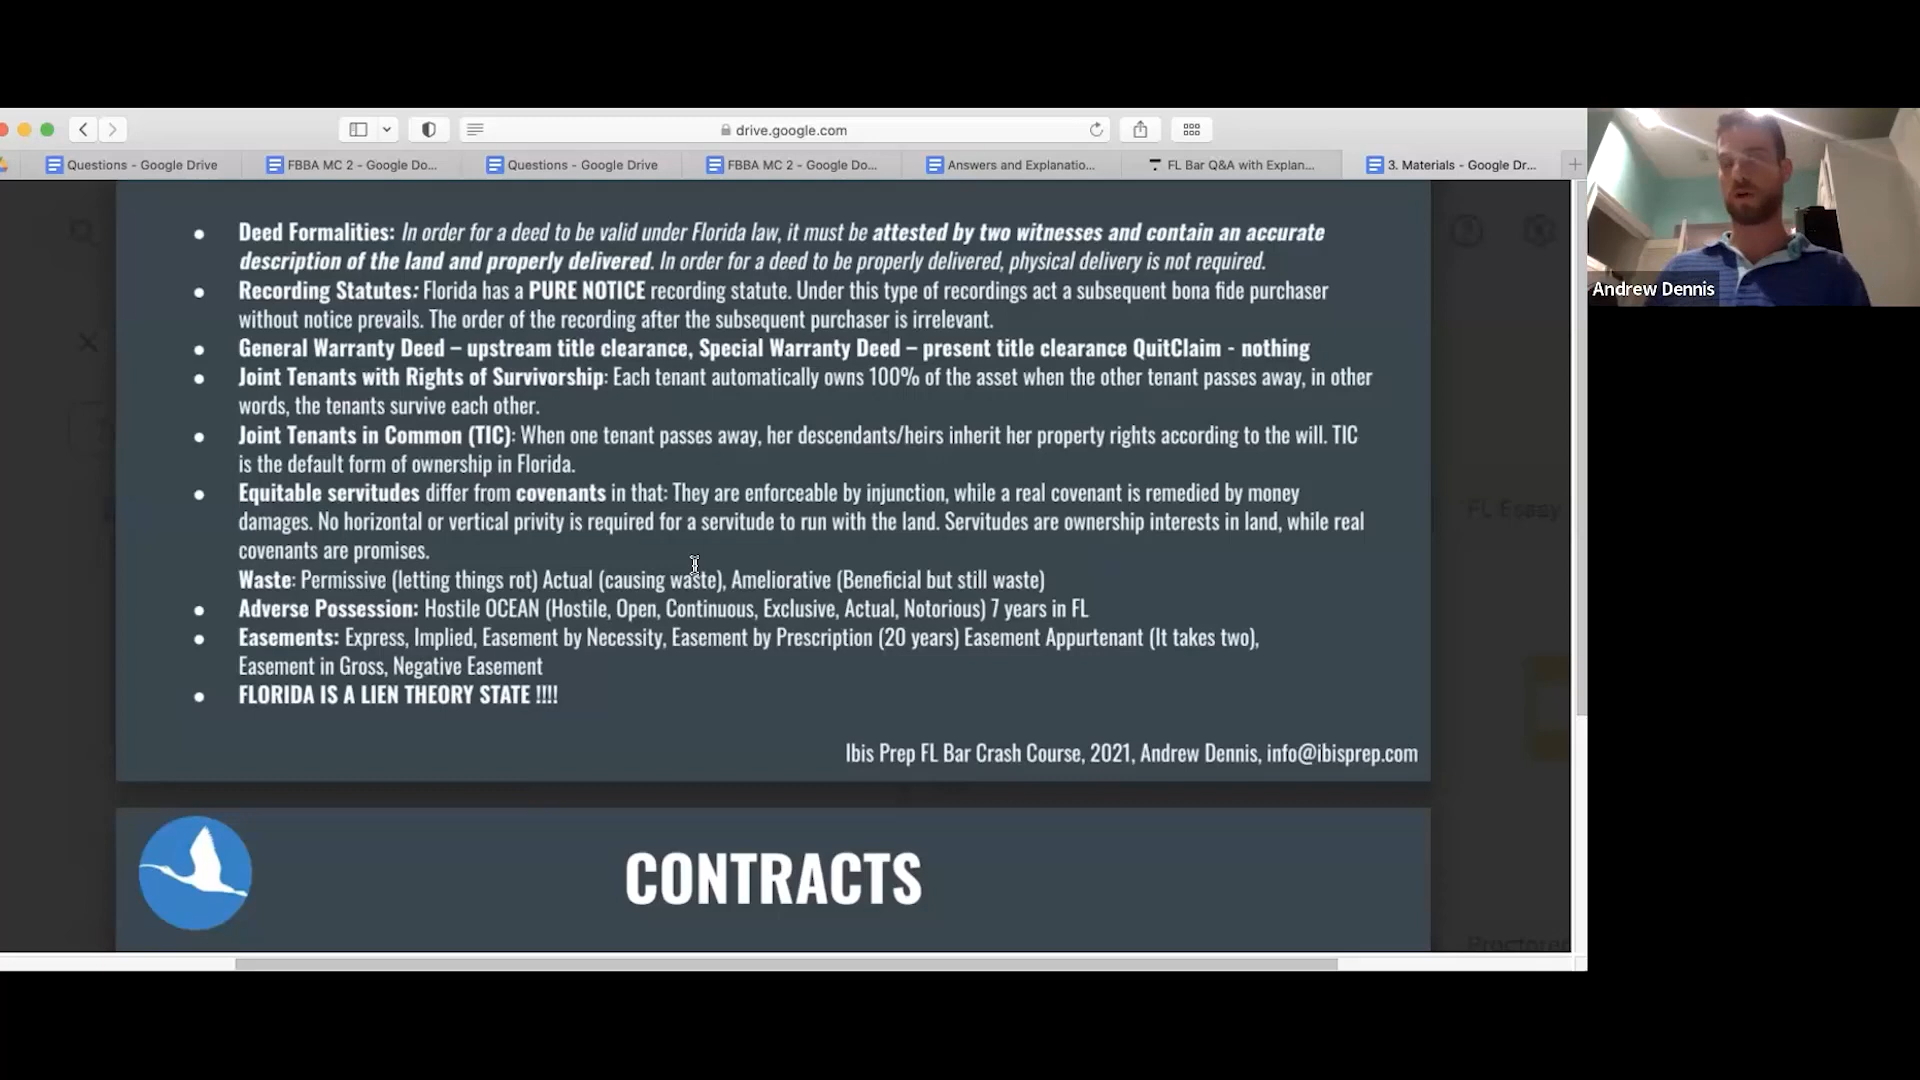 drive.google.com
Questions - Google Drive
FBBA MC 2 - Google Do...
Questions - Google Drive
FBBA MC 2 - Google Do...
Answers and Explanatio...
FL Bar Q&A with Explan...
3. Materials - Google Dr...
Andrew Dennis
Deed Formalities: In order for a deed to be valid under Florida law, it must be attested by two witnesses and contain an accurate
description of the land and properly delivered. In order for a deed to be properly delivered, physical delivery is not required.
Recording Statutes: Florida has a PURE NOTICE recording statute. Under this type of recordings act a subsequent bona fide purchaser
without notice prevails. The order of the recording after the subsequent purchaser is irrelevant.
General Warranty Deed – upstream title clearance, Special Warranty Deed – present title clearance QuitClaim - nothing
Joint Tenants with Rights of Survivorship: Each tenant automatically owns 100% of the asset when the other tenant passes away, in other
words, the tenants survive each other.
Joint Tenants in Common (TIC): When one tenant passes away, her descendants/heirs inherit her property rights according to the will. TIC
is the default form of ownership in Florida.
Equitable servitudes differ from covenants in that: They are enforceable by injunction, while a real covenant is remedied by money
damages. No horizontal or vertical privity is required for a servitude to run with the land. Servitudes are ownership interests in land, while real
covenants are promises.
Waste: Permissive (letting things rot) Actual (causing waste), Ameliorative (Beneficial but still waste)
Adverse Possession: Hostile OCEAN (Hostile, Open, Continuous, Exclusive, Actual, Notorious) 7 years in FL
Easements: Express, Implied, Easement by Necessity, Easement by Prescription (20 years) Easement Appurtenant (It takes two),
Easement in Gross, Negative Easement
FLORIDA IS A LIEN THEORY STATE !!!!
Ibis Prep FL Bar Crash Course, 2021, Andrew Dennis, info@ibisprep.com
CONTRACTS
FL Essay
Proctored